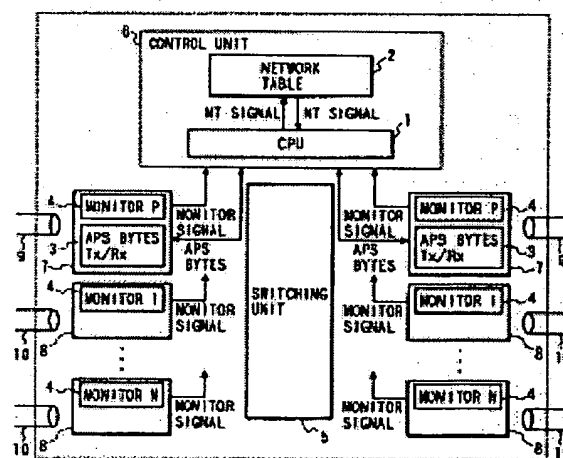 6
CONTROL UNIT
2
NETWORK
TABLE
NT SIGNAL NT SIGNAL
1
CPU
4 MONITOR P
MONITOR
SIGNAL
3 APS BYTES
Tx/Rx
APS
BYTES
7
9
4 MONITOR 1
MONITOR
SIGNAL
8
10
4 MONITOR N
MONITOR
SIGNAL
8
10
SWITCHING
UNIT
5
MONITOR P 4
MONITOR
SIGNAL
APS BYTES
Tx/Rx 3
APS
BYTES
7
9
MONITOR 1 4
MONITOR
SIGNAL
8
MONITOR N 4
MONITOR
SIGNAL
8